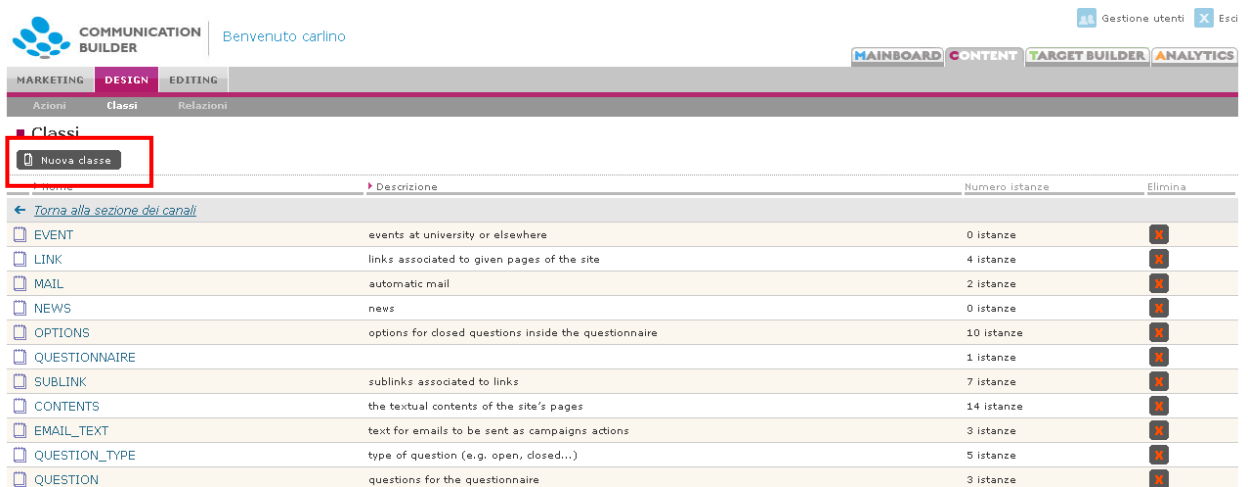 Gestione utenti X Esci
COMMUNICATION
BUILDER
Benvenuto carlino
MAINBOARD CONTENT TARGET BUILDER ANALYTICS
MARKETING DESIGN EDITING
Azioni Classi Relazioni
Classi
Nuova classe
Nome Descrizione Numero istanze Elimina
Torna alla sezione dei canali
EVENT events at university or elsewhere 0 istanze X
LINK links associated to given pages of the site 4 istanze X
MAIL automatic mail 2 istanze X
NEWS news 0 istanze X
OPTIONS options for closed questions inside the questionnaire 10 istanze X
QUESTIONNAIRE 1 istanze X
SUBLINK sublinks associated to links 7 istanze X
CONTENTS the textual contents of the site's pages 14 istanze X
EMAIL_TEXT text for emails to be sent as campaigns actions 3 istanze X
QUESTION_TYPE type of question (e.g. open, closed...) 5 istanze X
QUESTION questions for the questionnaire 3 istanze X